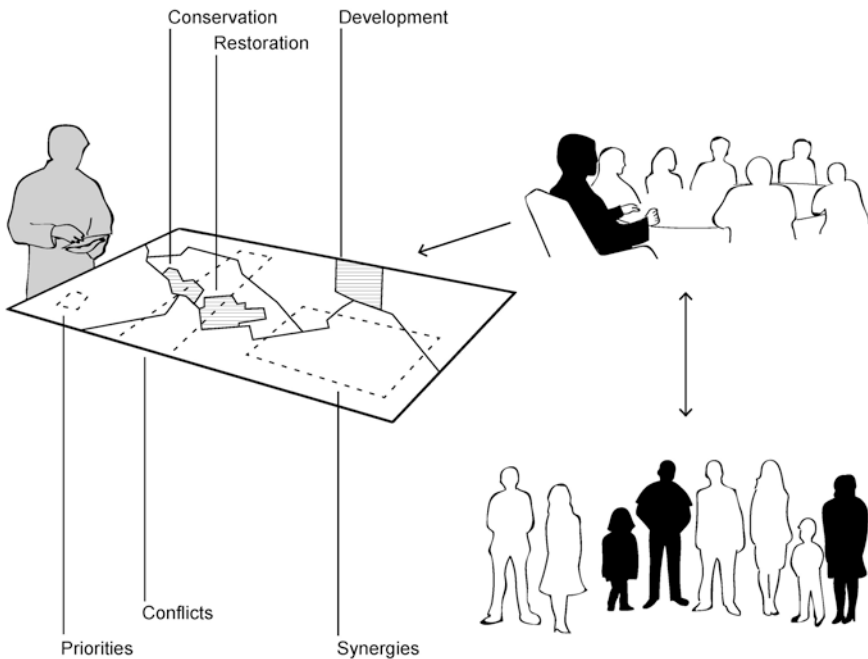 Conservation
Development
Restoration
Conflicts
Priorities
Synergies